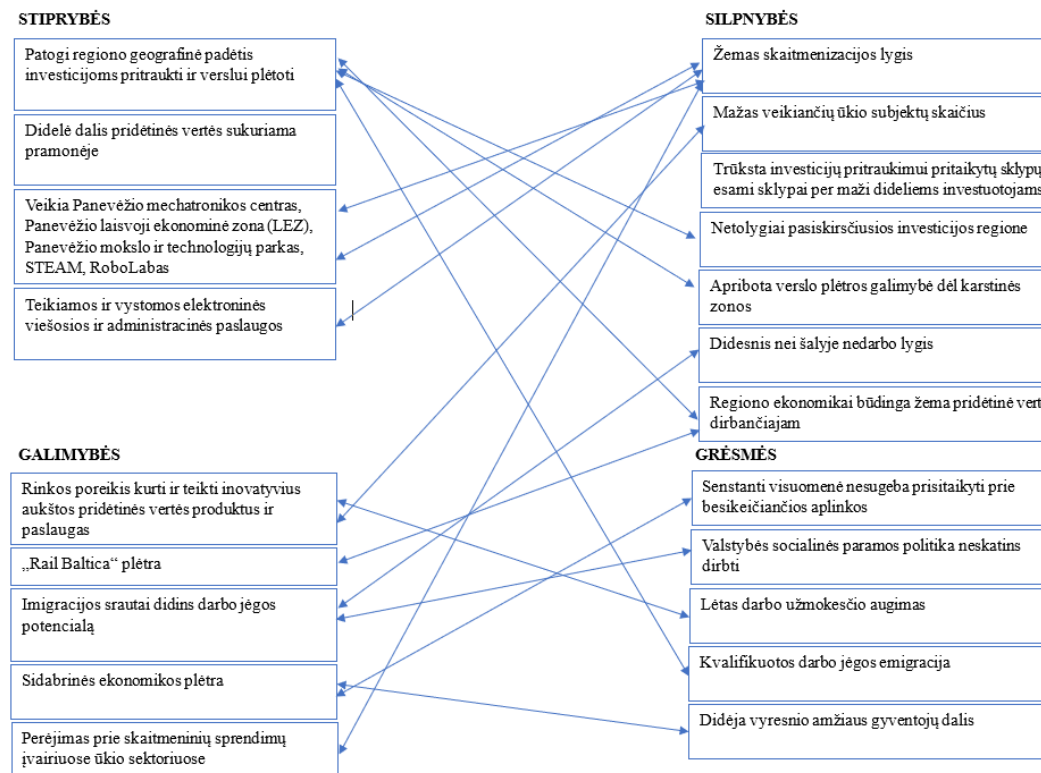 STIPRYBĖS
Patogi regiono geografinė padėtis
investicijoms pritraukti ir verslui plėtoti
Didelė dalis pridėtinės vertės sukuriama
pramonėje
Veikia Panevėžio mechatronikos centras,
Panevėžio laisvoji ekonominė zona (LEZ),
Panevėžio mokslo ir technologijų parkas,
STEAM, RoboLabas
Teikiamos ir vystomos elektroninės
viešosios ir administracinės paslaugos
SILPNYBĖS
Žemas skaitmenizacijos lygis
Mažas veikiančių ūkio subjektų skaičius
Trūksta investicijų pritraukimui pritaikytų sklypų
esami sklypai per maži dideliems investuotojams
Netolygiai pasiskirsčiusios investicijos regione
Apribota verslo plėtros galimybė dėl karstinės
zonos
Didesnis nei šalyje nedarbo lygis
Regiono ekonomikai būdinga žema pridėtinė vert
dirbančiajam
GALIMYBĖS
Rinkos poreikis kurti ir teikti inovatyvius
aukštos pridėtinės vertės produktus ir
paslaugas
„Rail Baltica“ plėtra
Imigracijos srautai didins darbo jėgos
potencialą
Sidabrinės ekonomikos plėtra
Perėjimas prie skaitmeninių sprendimų
įvairiuose ūkio sektoriuose
GRĖSMĖS
Senstanti visuomenė nesugeba prisitaikyti prie
besikeičiančios aplinkos
Valstybės socialinės paramos politika neskatins
dirbti
Lėtas darbo užmokesčio augimas
Kvalifikuotos darbo jėgos emigracija
Didėja vyresnio amžiaus gyventojų dalis